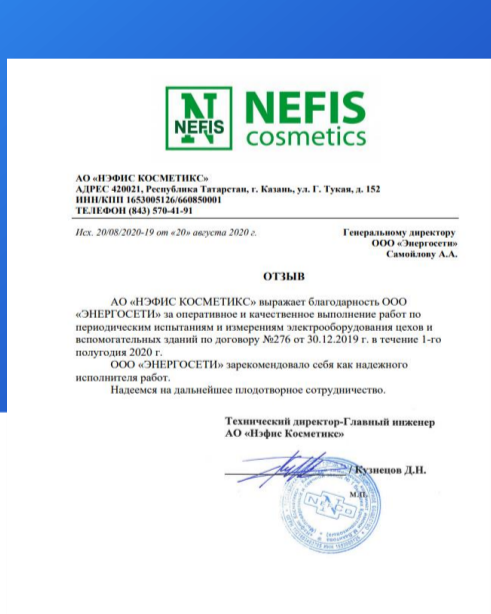 N
NEFIS
NEFIS
cosmetics
АО «НЭФИС КОСМЕТИКС»
АДРЕС 420021, Республика Татарстан, г. Казань, ул. Г. Тукая, д. 152
ИНН/КПП 1653005126/660850001
ТЕЛЕФОН (843) 570-41-91
Исх. 20/08/2020-19 от «20» августа 2020 г.
Генеральному директору
ООО «Энергосети»
Самойлову А.А.
ОТЗЫВ
АО «НЭФИС КОСМЕТИКС» выражает благодарность ООО
«ЭНЕРГОСЕТИ» за оперативное и качественное выполнение работ по
периодическим испытаниям и измерениям электрооборудования цехов и
вспомогательных зданий по договору №276 от 30.12.2019 г. в течение 1-го
полугодия 2020 г.
ООО «ЭНЕРГОСЕТИ» зарекомендовало себя как надежного
исполнителя работ.
Надеемся на дальнейшее плодотворное сотрудничество.
Технический директор-Главный инженер
АО «Нэфис Косметикс»
/ Кузнецов Д.Н.
М.П.